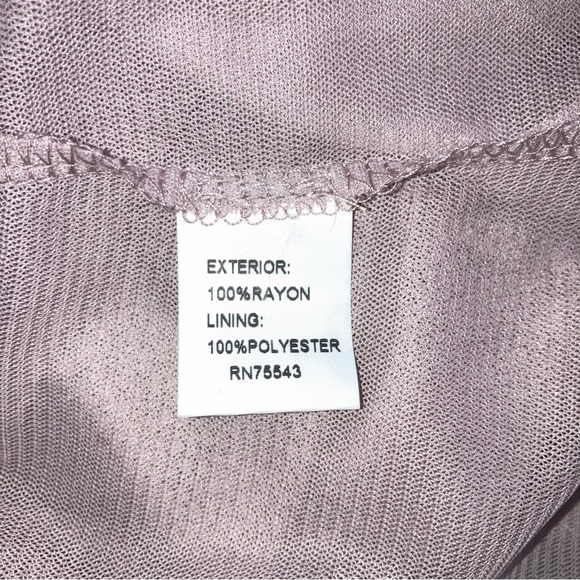 EXTERIOR:
100%RAYON
LINING:
100%POLYESTER
RN75543